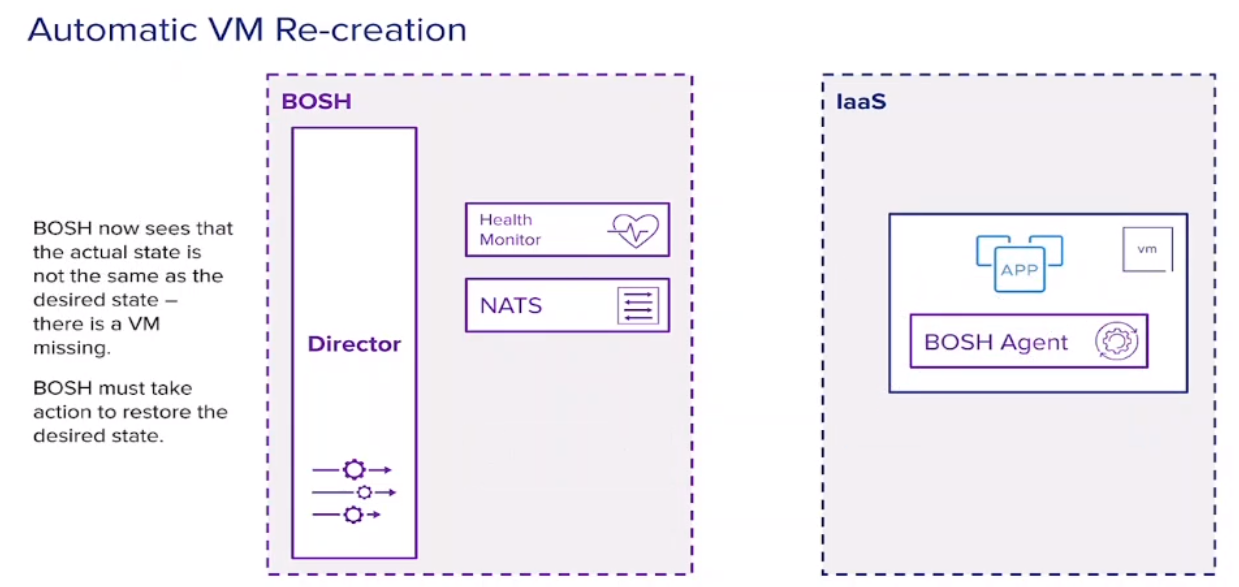 Automatic VM Re-creation
BOSH now sees that
the actual state is
not the same as the
desired state –
there is a VM
missing.
BOSH must take
action to restore the
desired state.
BOSH
Director
Health
Monitor
NATS
IaaS
APP
vm
BOSH Agent